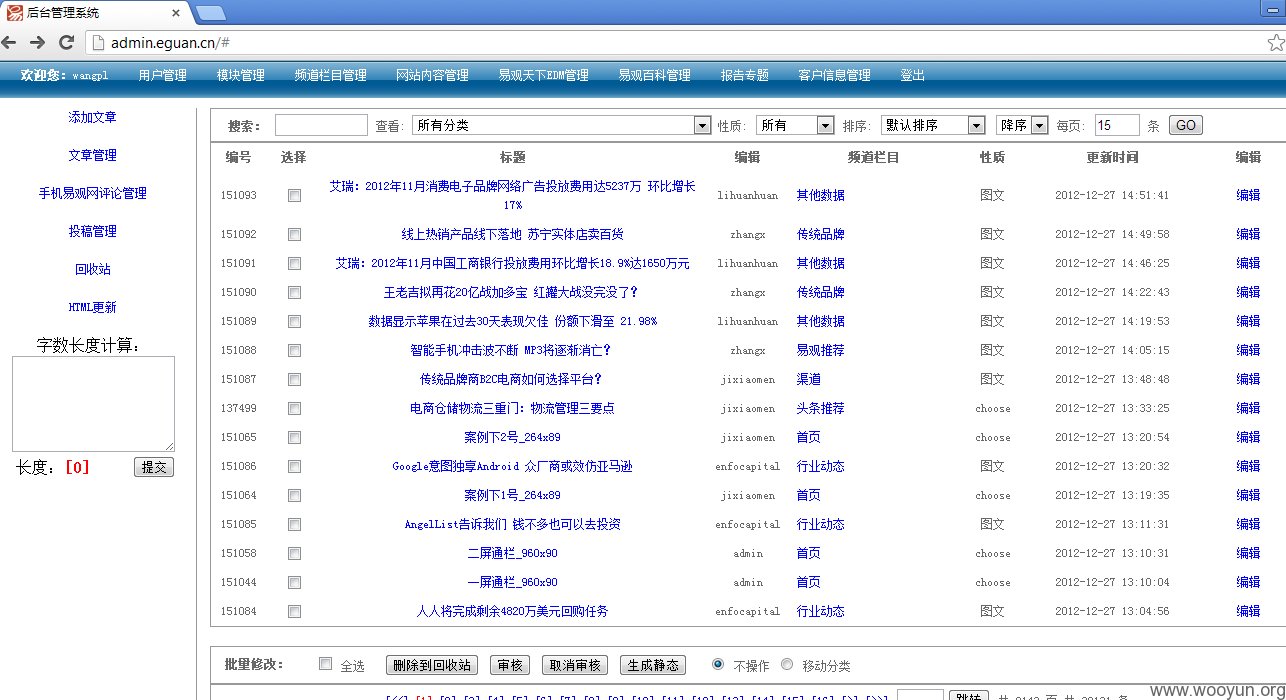 后台管理系统
admin.eguan.cn/#
欢迎您：wangpl 用户管理 模块管理 频道栏目管理 网站内容管理 易观天下EDM管理 易观百科管理 报告专题 客户信息管理 登出
添加文章
文章管理
手机易观网评论管理
投稿管理
回收站
HTML更新
字数长度计算：
长度：[0] 提交
搜索： 查看： 所有分类 性质： 所有 排序： 默认排序 降序 每页： 15 条 GO
编号 选择 标题 编辑 频道栏目 性质 更新时间 编辑
151093 艾瑞：2012年11月消费电子品牌网络广告投放费用达5237万 环比增长17% lihuanhuan 其他数据 图文 2012-12-27 14:51:41 编辑
151092 线上热销产品线下落地 苏宁实体店卖百货 zhangx 传统品牌 图文 2012-12-27 14:49:58 编辑
151091 艾瑞：2012年11月中国工商银行投放费用环比增长18.9%达1650万元 lihuanhuan 其他数据 图文 2012-12-27 14:46:25 编辑
151090 王老吉拟再花20亿战加多宝 红罐大战没完没了？ zhangx 传统品牌 图文 2012-12-27 14:22:43 编辑
151089 数据显示苹果在过去30天表现欠佳 份额下滑至 21.98% lihuanhuan 其他数据 图文 2012-12-27 14:19:53 编辑
151088 智能手机冲击波不断 MP3将逐渐消亡？ zhangx 易观推荐 图文 2012-12-27 14:05:15 编辑
151087 传统品牌商B2C电商如何选择平台？ jixiaomen 渠道 图文 2012-12-27 13:48:48 编辑
137499 电商仓储物流三重门：物流管理三要点 jixiaomen 头条推荐 choose 2012-12-27 13:33:25 编辑
151065 案例下2号_264x89 jixiaomen 首页 choose 2012-12-27 13:20:54 编辑
151086 Google意图独享Android 众厂商或效仿亚马逊 enfocapital 行业动态 图文 2012-12-27 13:20:32 编辑
151064 案例下1号_264x89 jixiaomen 首页 choose 2012-12-27 13:19:35 编辑
151085 AngelList告诉我们 钱不多也可以去投资 enfocapital 行业动态 图文 2012-12-27 13:11:31 编辑
151058 二屏通栏_960x90 admin 首页 choose 2012-12-27 13:10:31 编辑
151044 一屏通栏_960x90 admin 首页 choose 2012-12-27 13:10:04 编辑
151084 人人将完成剩余4820万美元回购任务 enfocapital 行业动态 图文 2012-12-27 13:04:56 编辑
批量修改： 全选 删除到回收站 审核 取消审核 生成静态 不操作 移动分类
www.wooyun.org